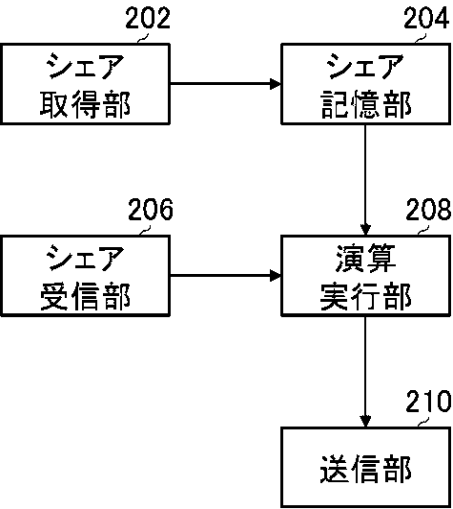 202
シェア
取得部
204
シェア
記憶部
206
シェア
受信部
208
演算
実行部
210
送信部